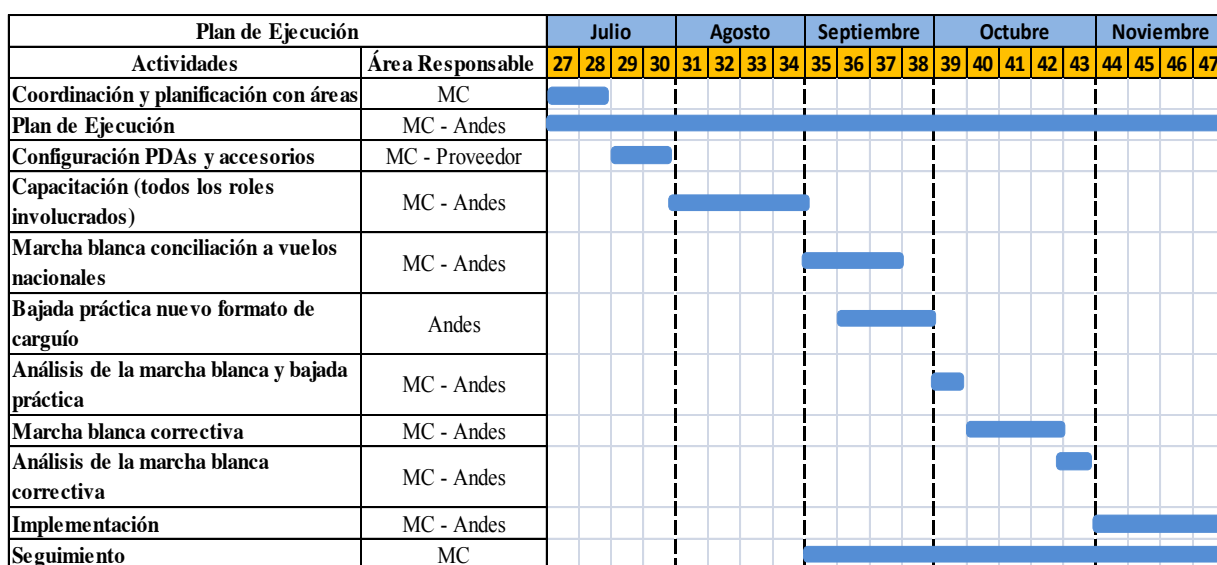 Plan de Ejecución Julio Agosto Septiembre Octubre Noviembre
Actividades Área Responsable 27 28 29 30 31 32 33 34 35 36 37 38 39 40 41 42 43 44 45 46 47
Coordinación y planificación con áreas MC
Plan de Ejecución MC - Andes
Configuración PDAs y accesorios MC - Proveedor
Capacitación (todos los roles
involucrados) MC - Andes
Marcha blanca conciliación a vuelos
nacionales MC - Andes
Bajada práctica nuevo formato de
carguío Andes
Análisis de la marcha blanca y bajada
práctica MC - Andes
Marcha blanca correctiva MC - Andes
Análisis de la marcha blanca
correctiva MC - Andes
Implementación MC - Andes
Seguimiento MC